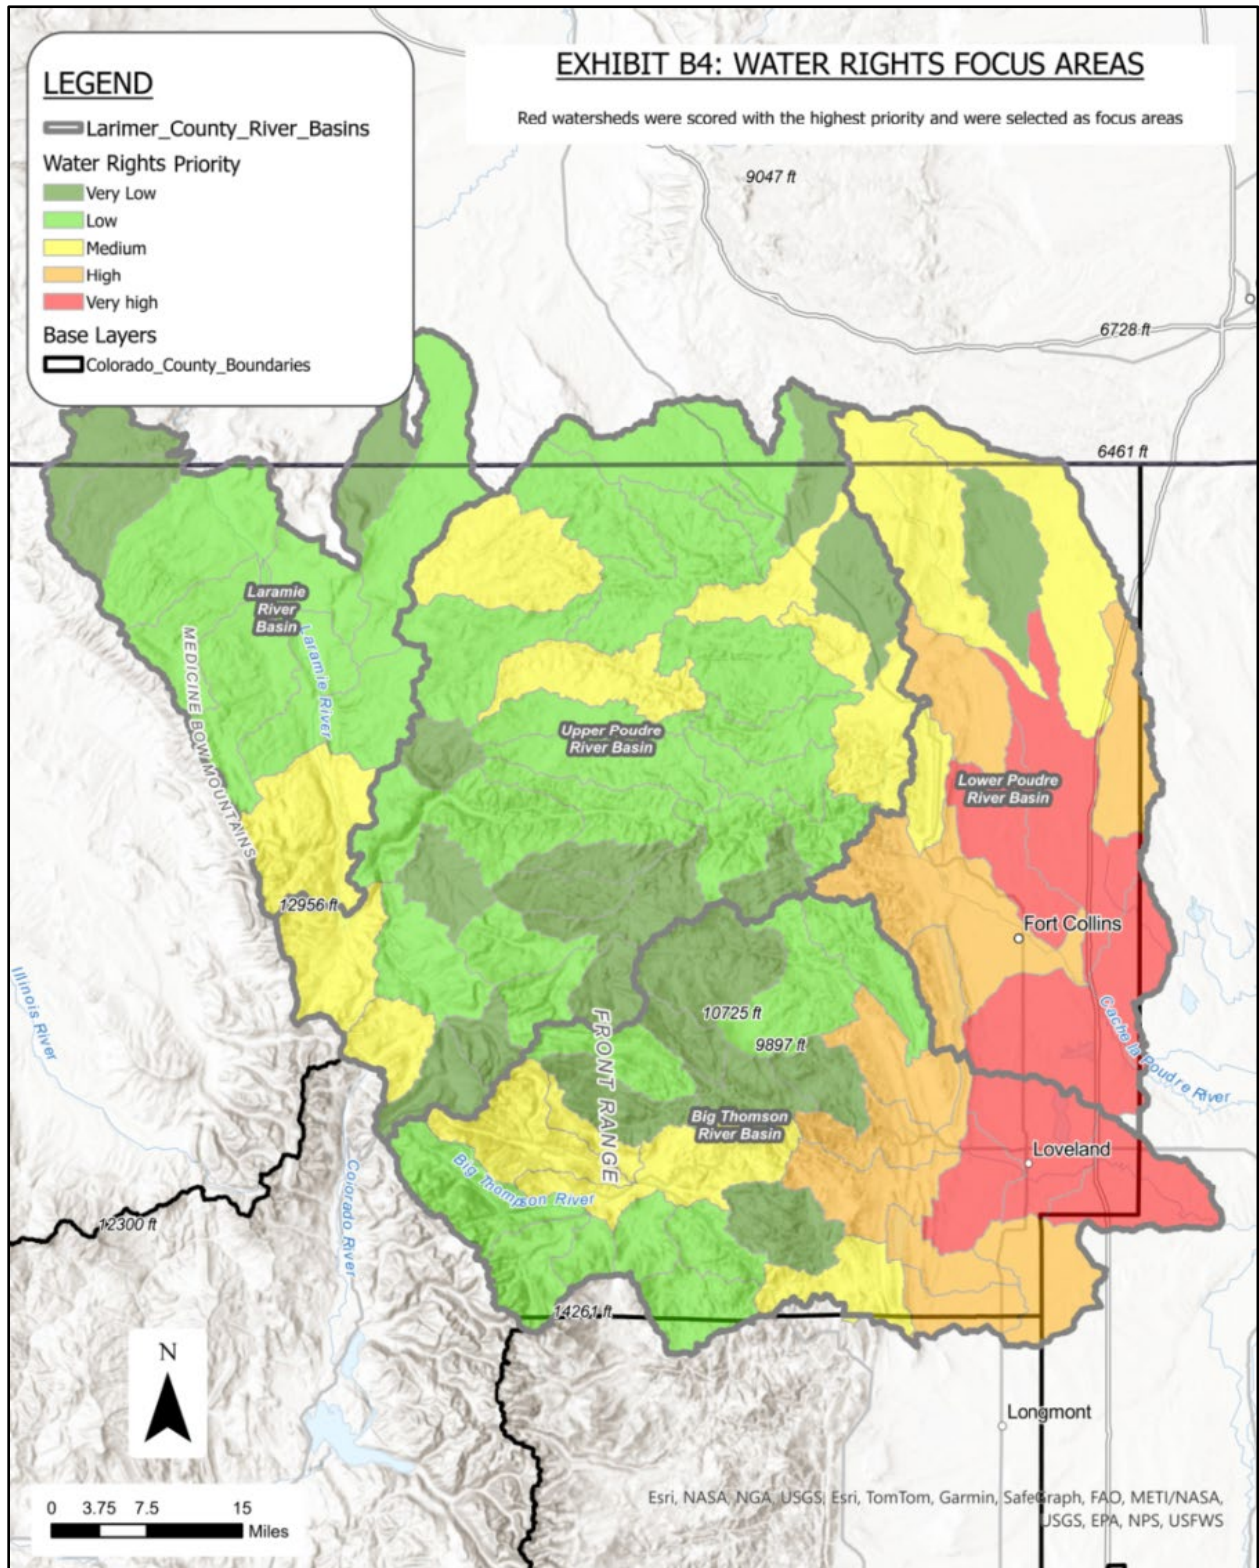 EXHIBIT B4: WATER RIGHTS FOCUS AREAS
Red watersheds were scored with the highest priority and were selected as focus areas
LEGEND
Larimer_County_River_Basins
Water Rights Priority
Very Low
Low
Medium
High
Very high
Base Layers
Colorado_County_Boundaries
9047 ft
6728 ft
6461 ft
Laramie
River
Basin
Laramie River
MEDICINE BOW MOUNTAINS
Upper Poudre
River Basin
Lower Poudre
River Basin
12956 ft
Fort Collins
Illinois River
10725 ft
9897 ft
FRONT RANGE
Cache la Poudre River
Big Thomson
River Basin
Loveland
Big Thompson River
Colorado River
12300 ft
14261 ft
N
Longmont
0 3.75 7.5 15
Miles
Esri, NASA, NGA, USGS, Esri, TomTom, Garmin, SafeGraph, FAO, METI/NASA,
USGS, EPA, NPS, USFWS